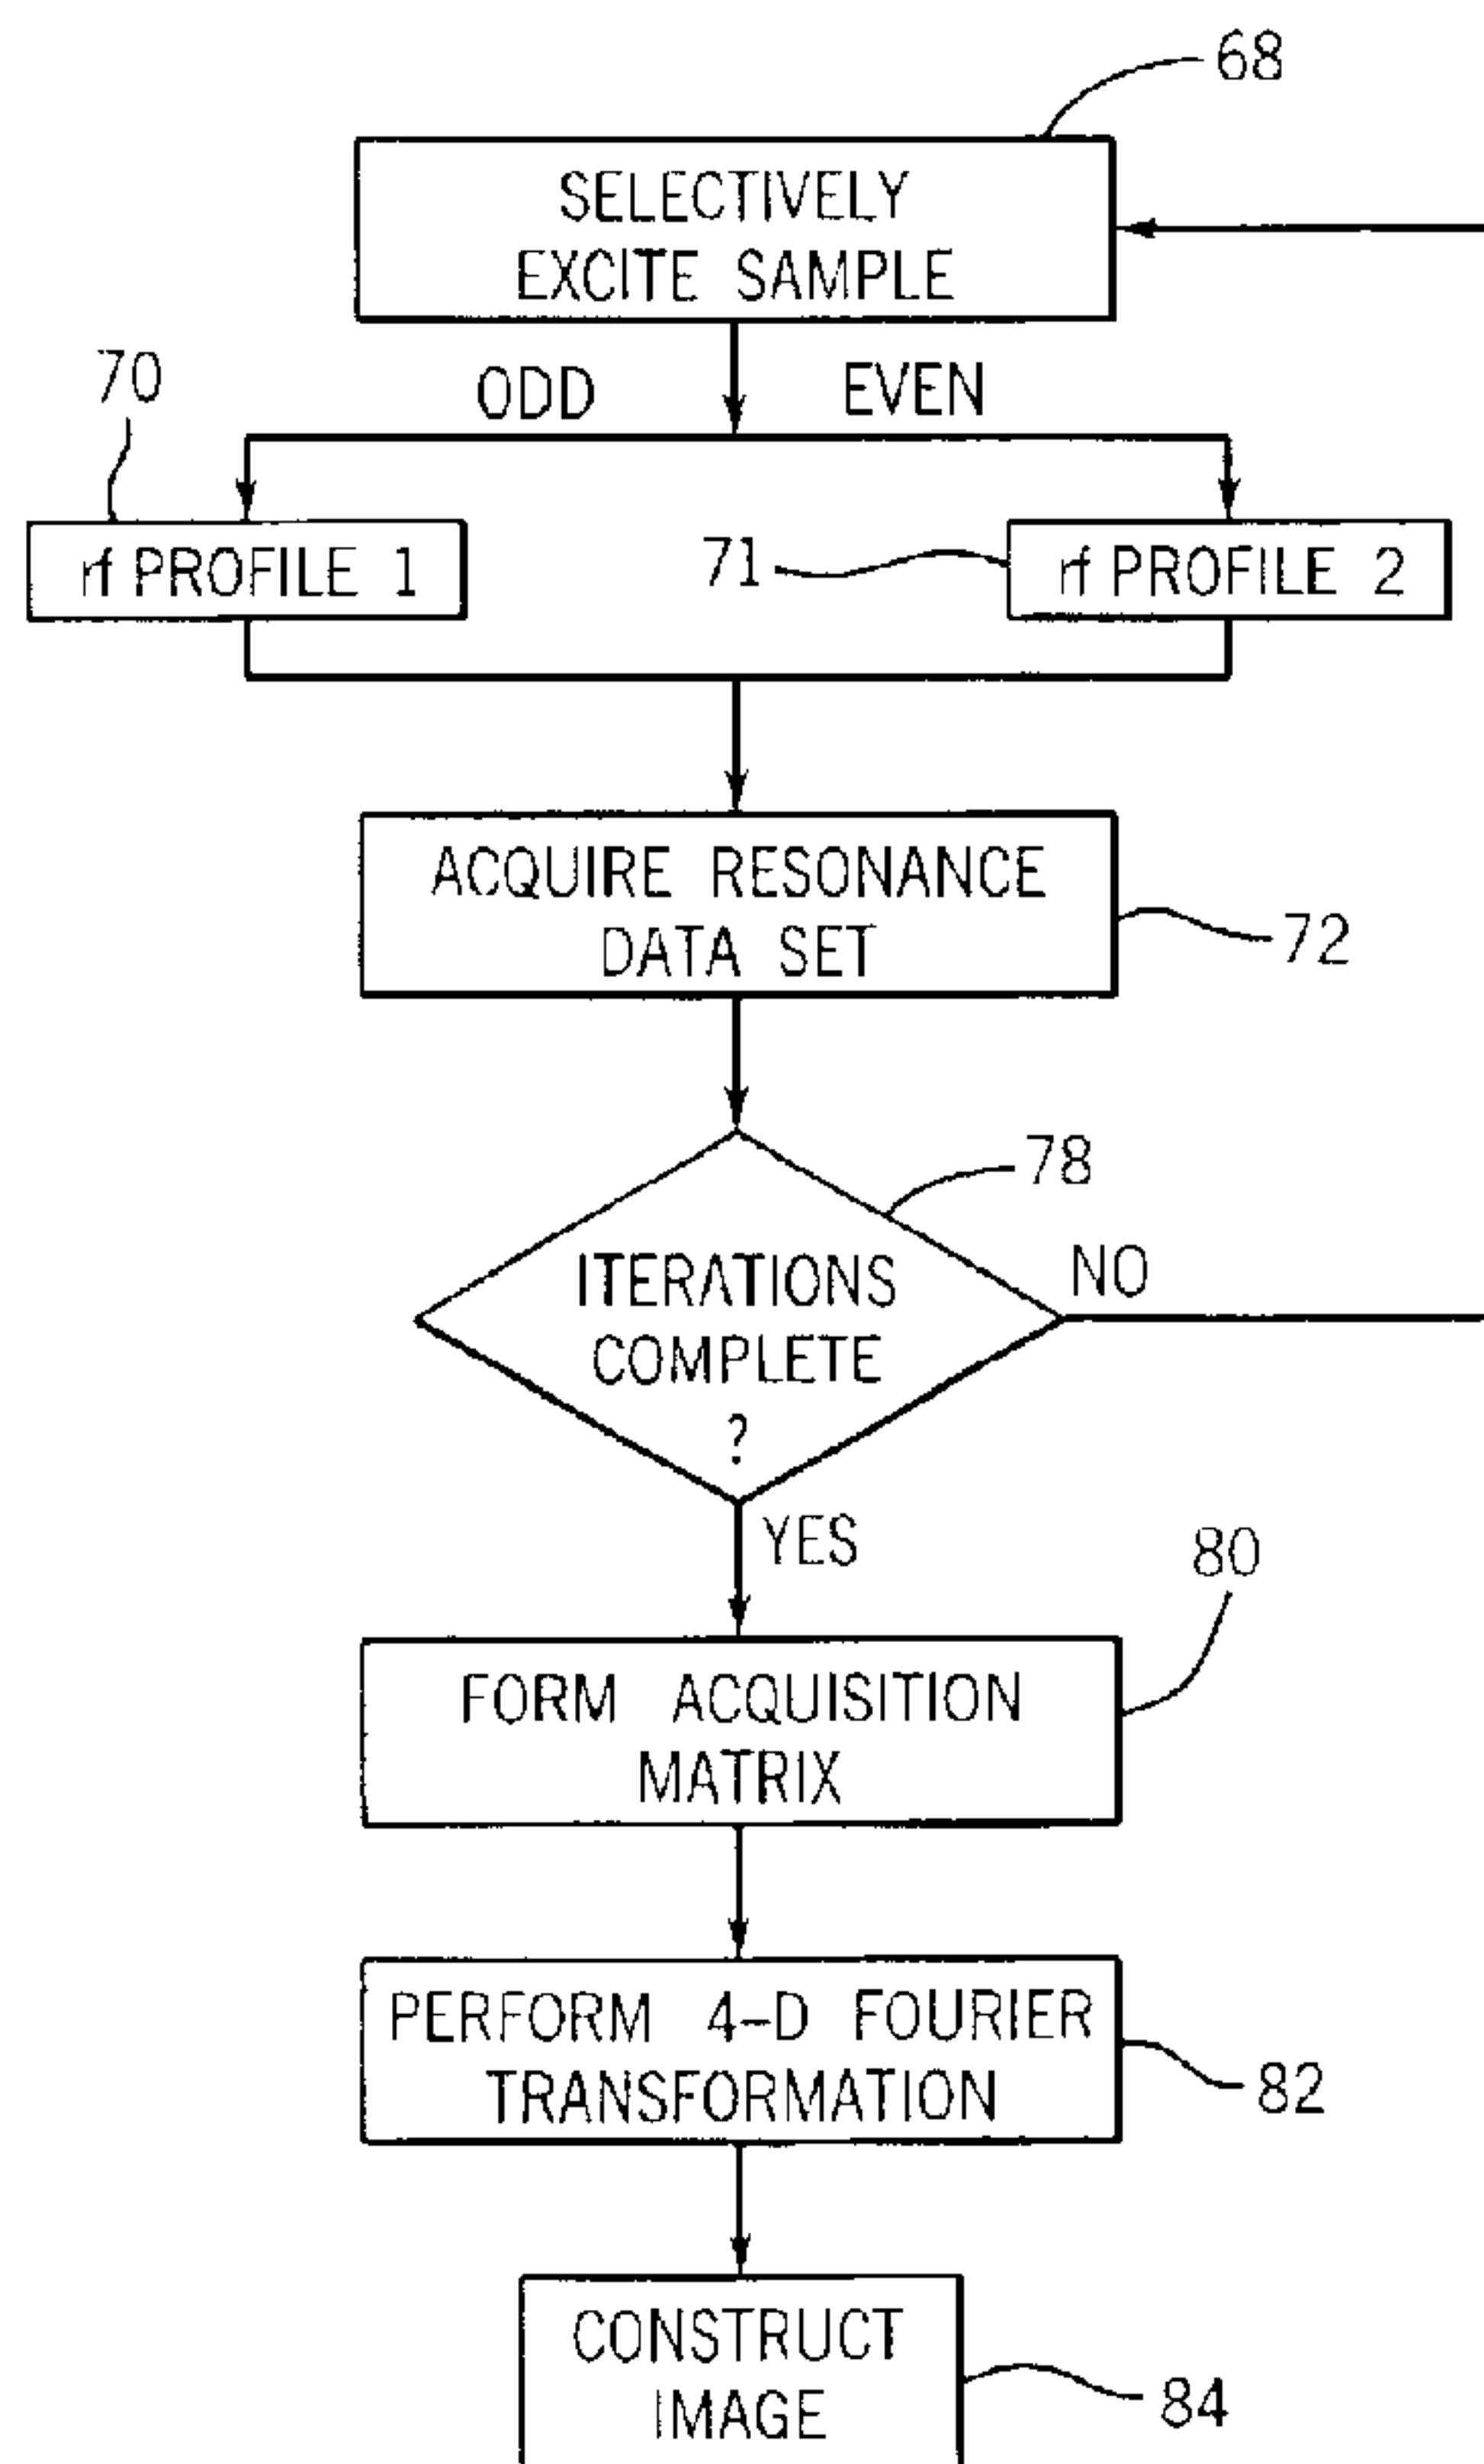 68
SELECTIVELY
EXCITE SAMPLE
70
ODD
EVEN
rf PROFILE 1
71
rf PROFILE 2
ACQUIRE RESONANCE
DATA SET
72
78
ITERATIONS
COMPLETE
?
NO
YES
80
FORM ACQUISITION
MATRIX
PERFORM 4-D FOURIER
TRANSFORMATION
82
CONSTRUCT
IMAGE
84